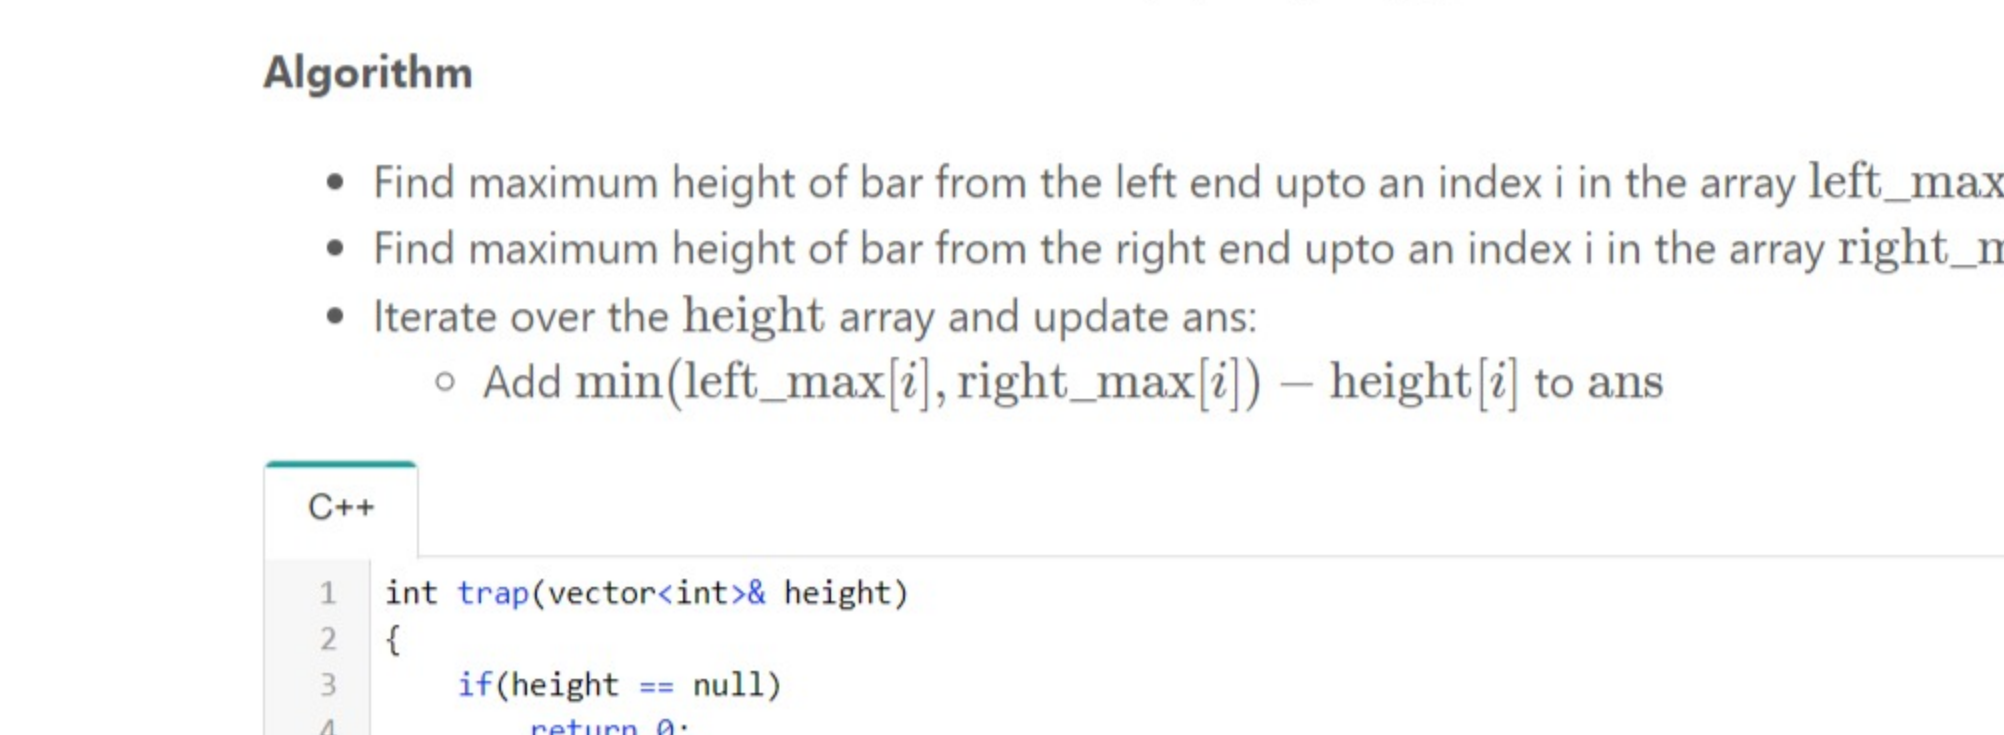 Algorithm
• Find maximum height of bar from the left end upto an index i in the array left_max
• Find maximum height of bar from the right end upto an index i in the array right_m
• Iterate over the height array and update ans:
◦ Add min(left_max[i], right_max[i]) − height[i] to ans
C++
1 int trap(vector<int>& height)
2 {
3 if(height == null)
4 return 0;